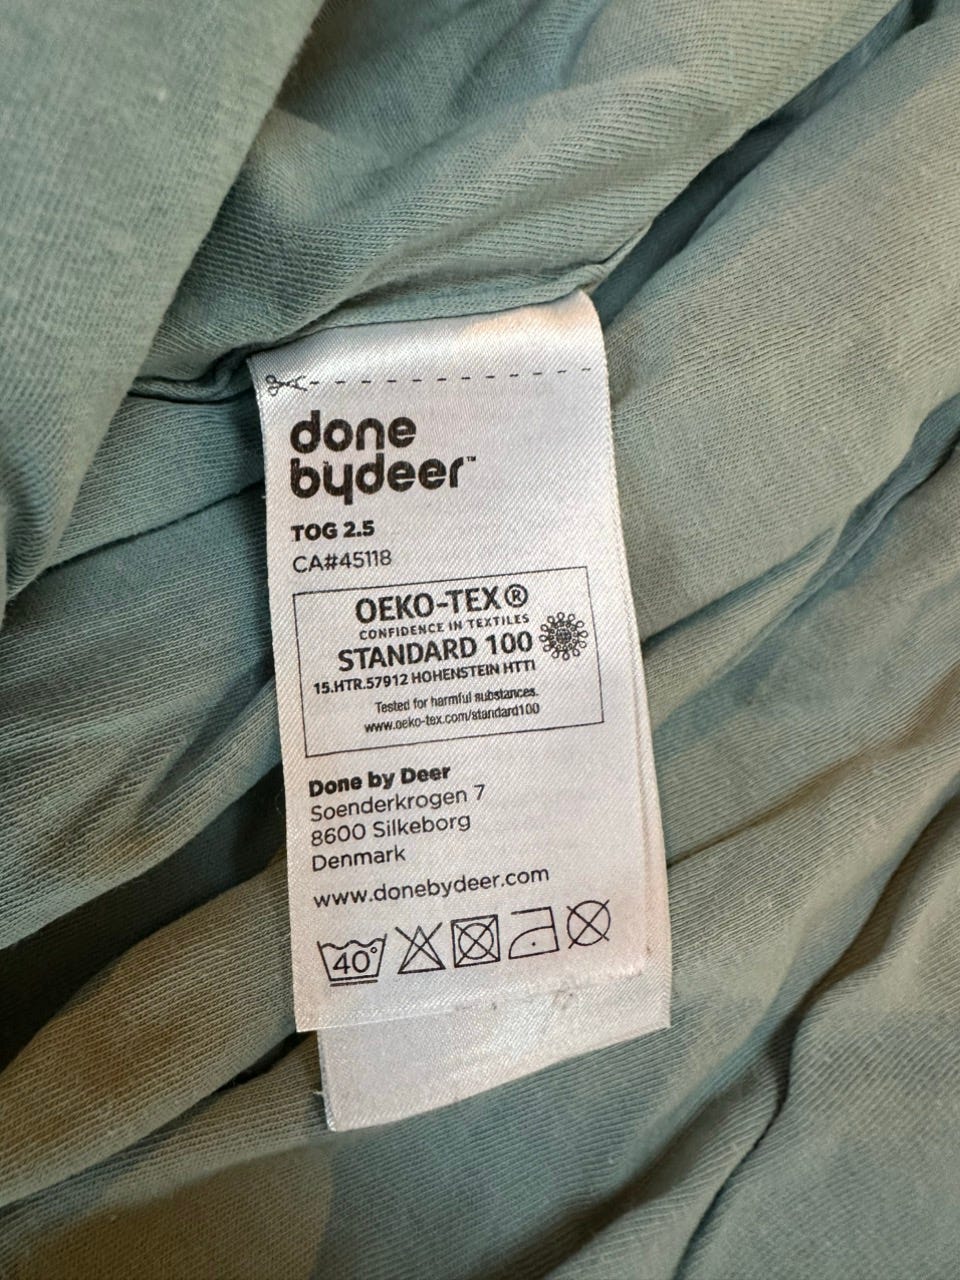 done
bydeer™
TOG 2.5
CA#45118
OEKO-TEX®
CONFIDENCE IN TEXTILES
STANDARD 100
15.HTR.57912 HOHENSTEIN HTTI
Tested for harmful substances.
www.oeko-tex.com/standard100
Done by Deer
Soenderkrogen 7
8600 Silkeborg
Denmark
www.donebydeer.com
40°